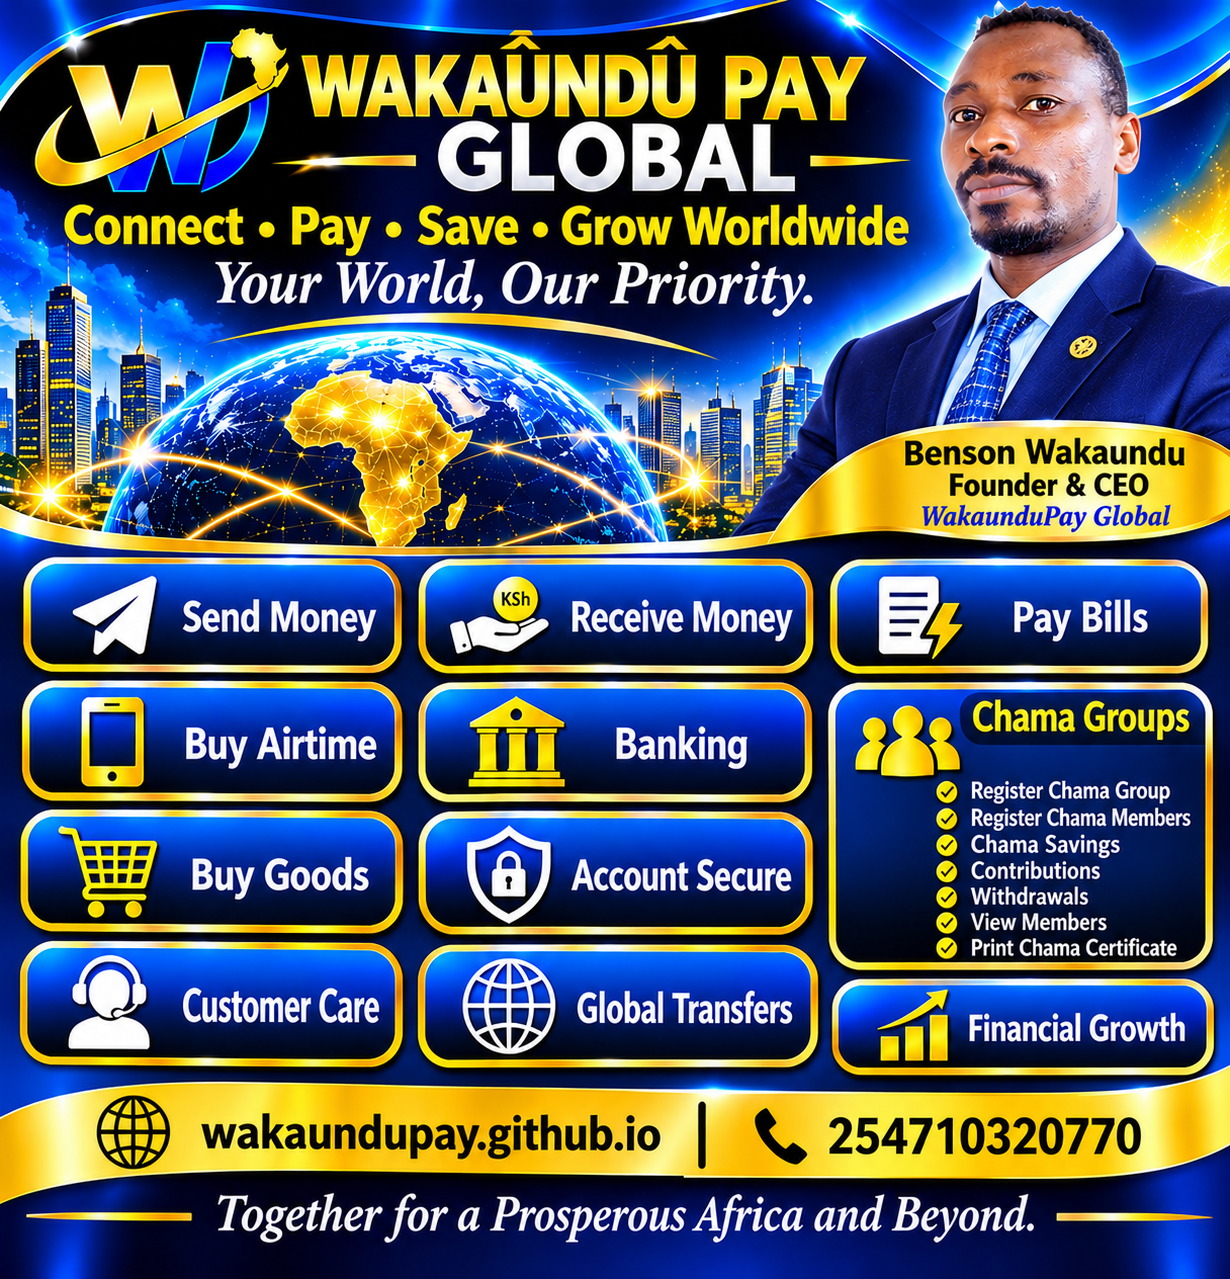 WAKAÛNDÛ PAY
GLOBAL
Connect • Pay • Save • Grow Worldwide
Your World, Our Priority.
Benson Wakaundu
Founder & CEO
WakaunduPay Global
Send Money
KSh
Receive Money
Pay Bills
Buy Airtime
Banking
Chama Groups
Register Chama Group
Register Chama Members
Chama Savings
Contributions
Withdrawals
View Members
Print Chama Certificate
Buy Goods
Account Secure
Customer Care
Global Transfers
Financial Growth
wakaundupay.github.io | 254710320770
Together for a Prosperous Africa and Beyond.